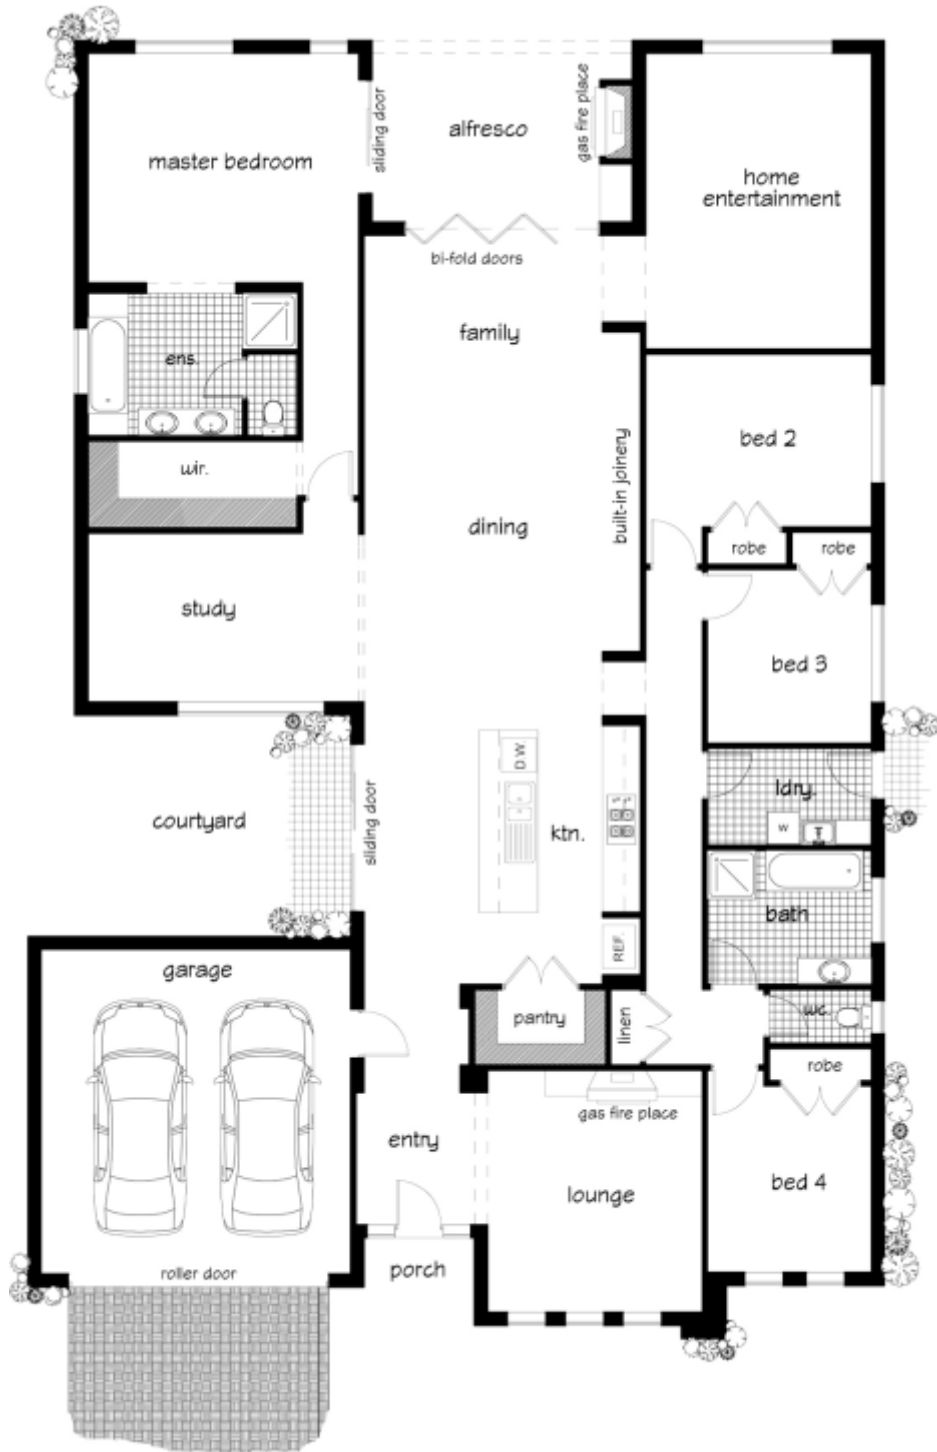 alfresco
gas fire place
sliding door
master bedroom
home
entertainment
bi-fold doors
family
ens.
bed 2
built-in joinery
wir.
dining
robe
robe
study
bed 3
D.W.
ldry.
courtyard
sliding door
ktn.
W
T
bath
REF.
garage
pantry
linen
wc.
robe
gas fire place
entry
lounge
bed 4
porch
roller door